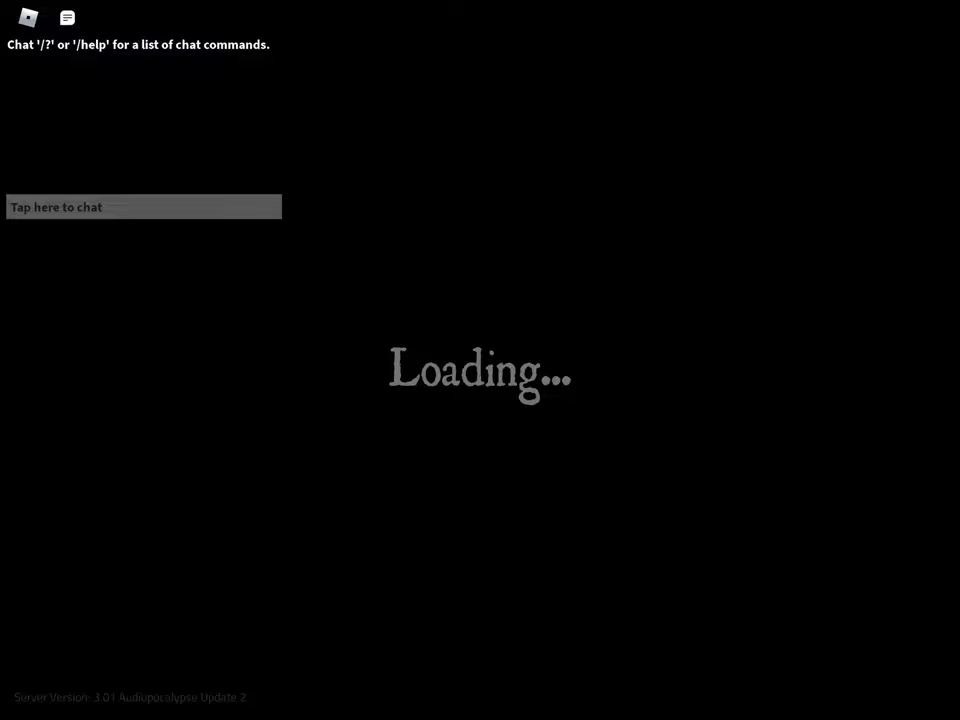 Chat '/?' or '/help' for a list of chat commands.
Tap here to chat
Loading...
Server Version: 3.01 Audiopocalypse Update 2